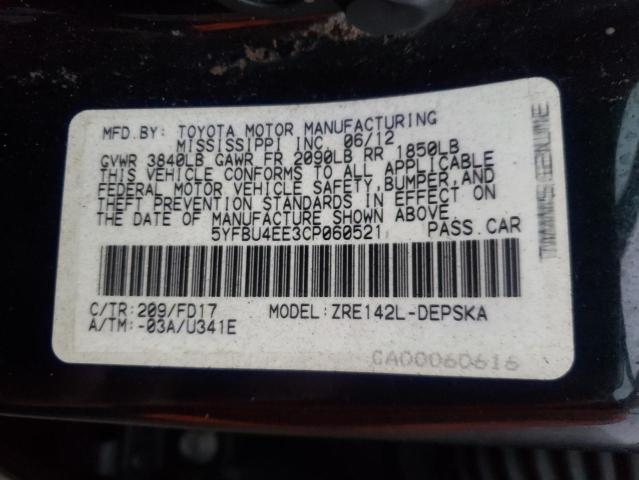 MFD.BY: TOYOTA MOTOR MANUFACTURING
MISSISSIPPI INC 06/12
GVWR 3840LB GAWR FR 2090LB RR 1850LB
THIS VEHICLE CONFORMS TO ALL APPLICABLE
FEDERAL MOTOR VEHICLE SAFETY,BUMPER,AND
THEFT PREVENTION STANDARDS IN EFFECT ON
THE DATE OF MANUFACTURE SHOWN ABOVE.
5YFBU4EE3CP060521 PASS.CAR
C/TR:209/FD17 MODEL:ZRE142L-DEPSKA
A/TM:-03A/U341E
CA00060616